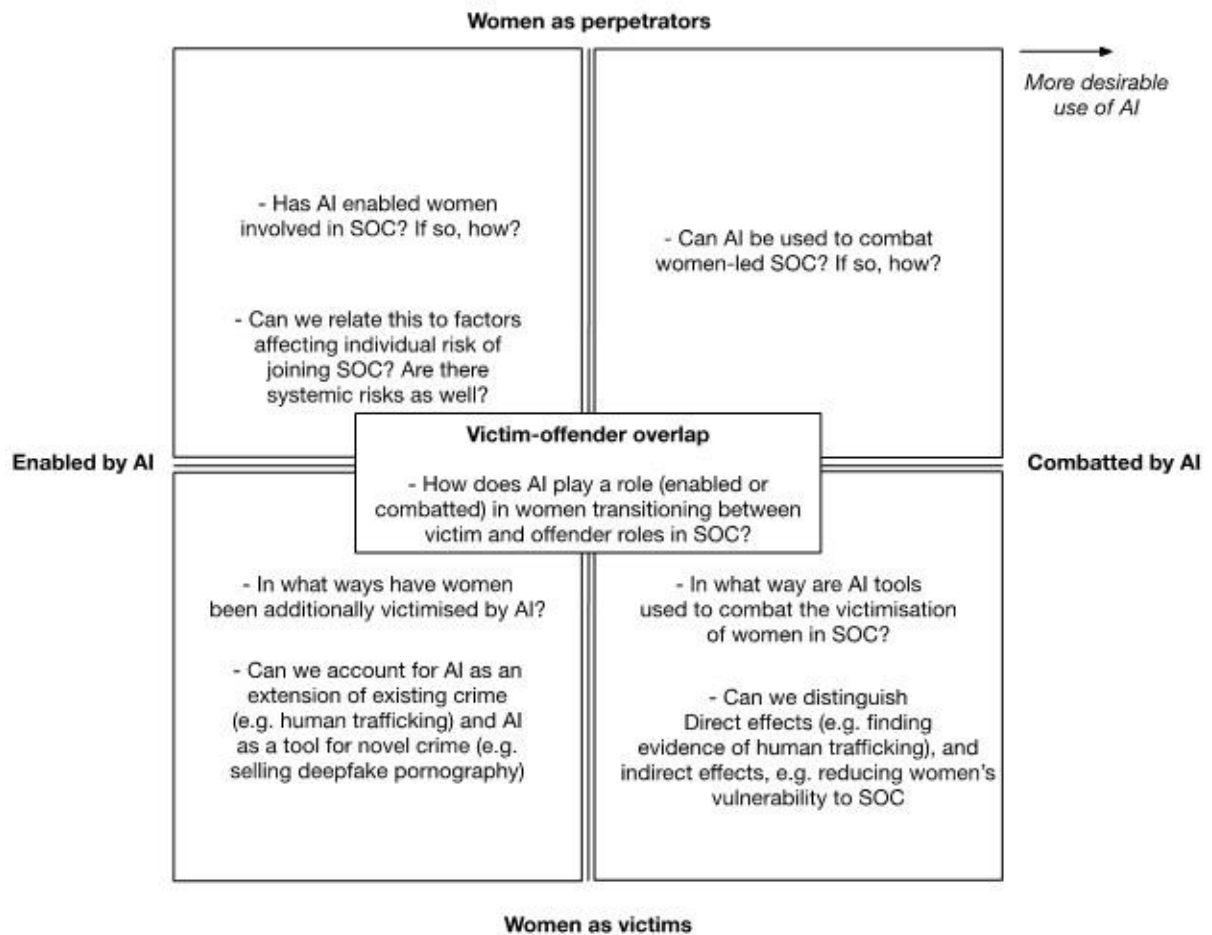 Women as perpetrators
More desirable
use of AI
- Has AI enabled women
involved in SOC? If so, how?
- Can we relate this to factors
affecting individual risk of
joining SOC? Are there
systemic risks as well?
- Can AI be used to combat
women-led SOC? If so, how?
Enabled by AI
Victim-offender overlap
- How does AI play a role (enabled or
combatted) in women transitioning between
victim and offender roles in SOC?
Combatted by AI
- In what ways have women
been additionally victimised by AI?
- Can we account for AI as an
extension of existing crime
(e.g. human trafficking) and AI
as a tool for novel crime (e.g.
selling deepfake pornography)
- In what way are AI tools
used to combat the victimisation
of women in SOC?
- Can we distinguish
Direct effects (e.g. finding
evidence of human trafficking), and
indirect effects, e.g. reducing women's
vulnerability to SOC
Women as victims